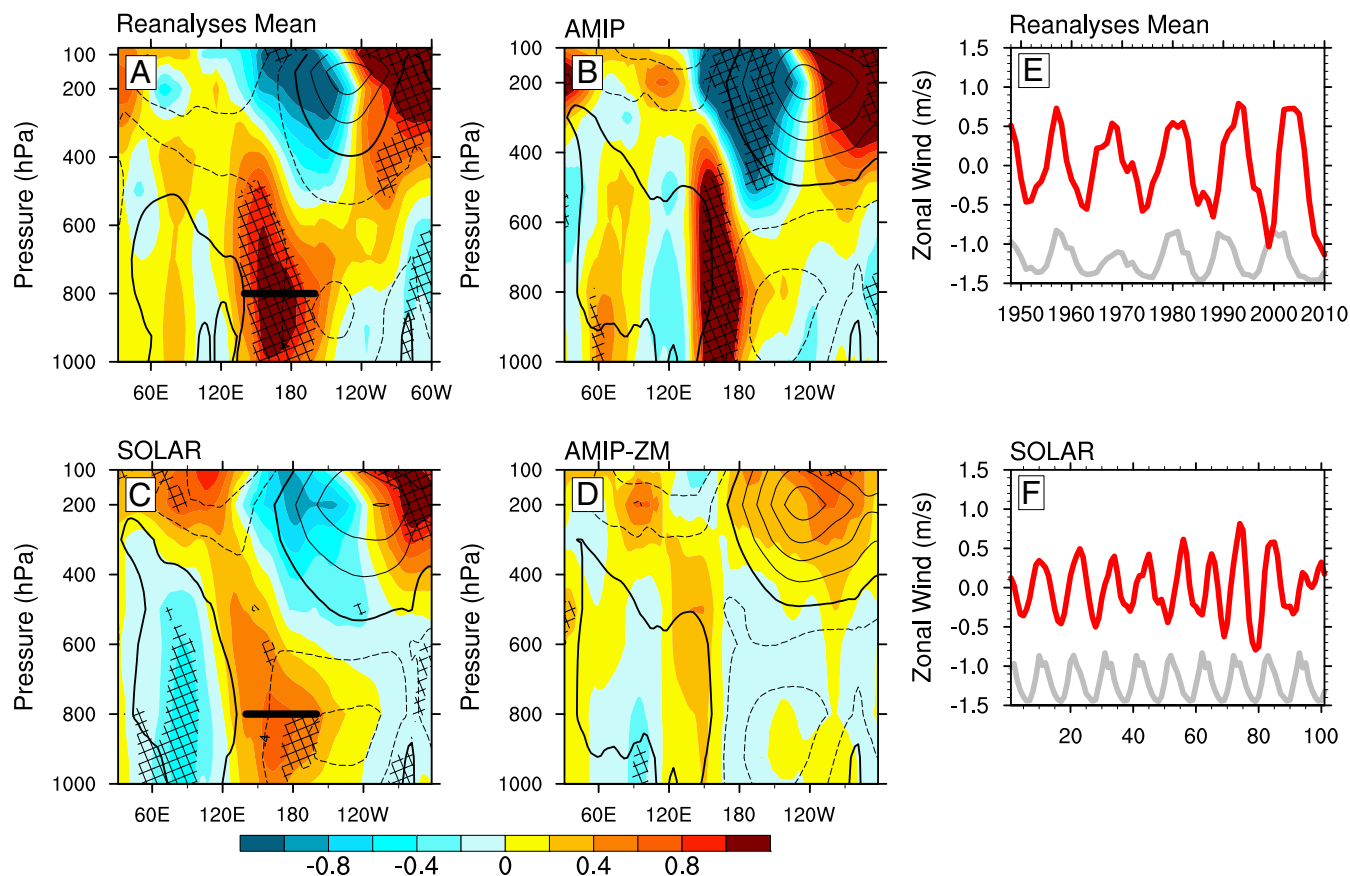 Reanalyses Mean
A
Pressure (hPa)
100
200
400
600
800
1000
60E 120E 180 120W 60W
AMIP
B
Pressure (hPa)
100
200
400
600
800
1000
60E 120E 180 120W
Reanalyses Mean
E
Zonal Wind (m/s)
1.5
1.0
0.5
0.0
-0.5
-1.0
-1.5
1950 1960 1970 1980 1990 2000 2010
SOLAR
C
Pressure (hPa)
100
200
400
600
800
1000
60E 120E 180 120W
AMIP-ZM
D
Pressure (hPa)
100
200
400
600
800
1000
60E 120E 180 120W
SOLAR
F
Zonal Wind (m/s)
1.5
1.0
0.5
0.0
-0.5
-1.0
-1.5
20 40 60 80 100
-0.8 -0.4 0 0.4 0.8